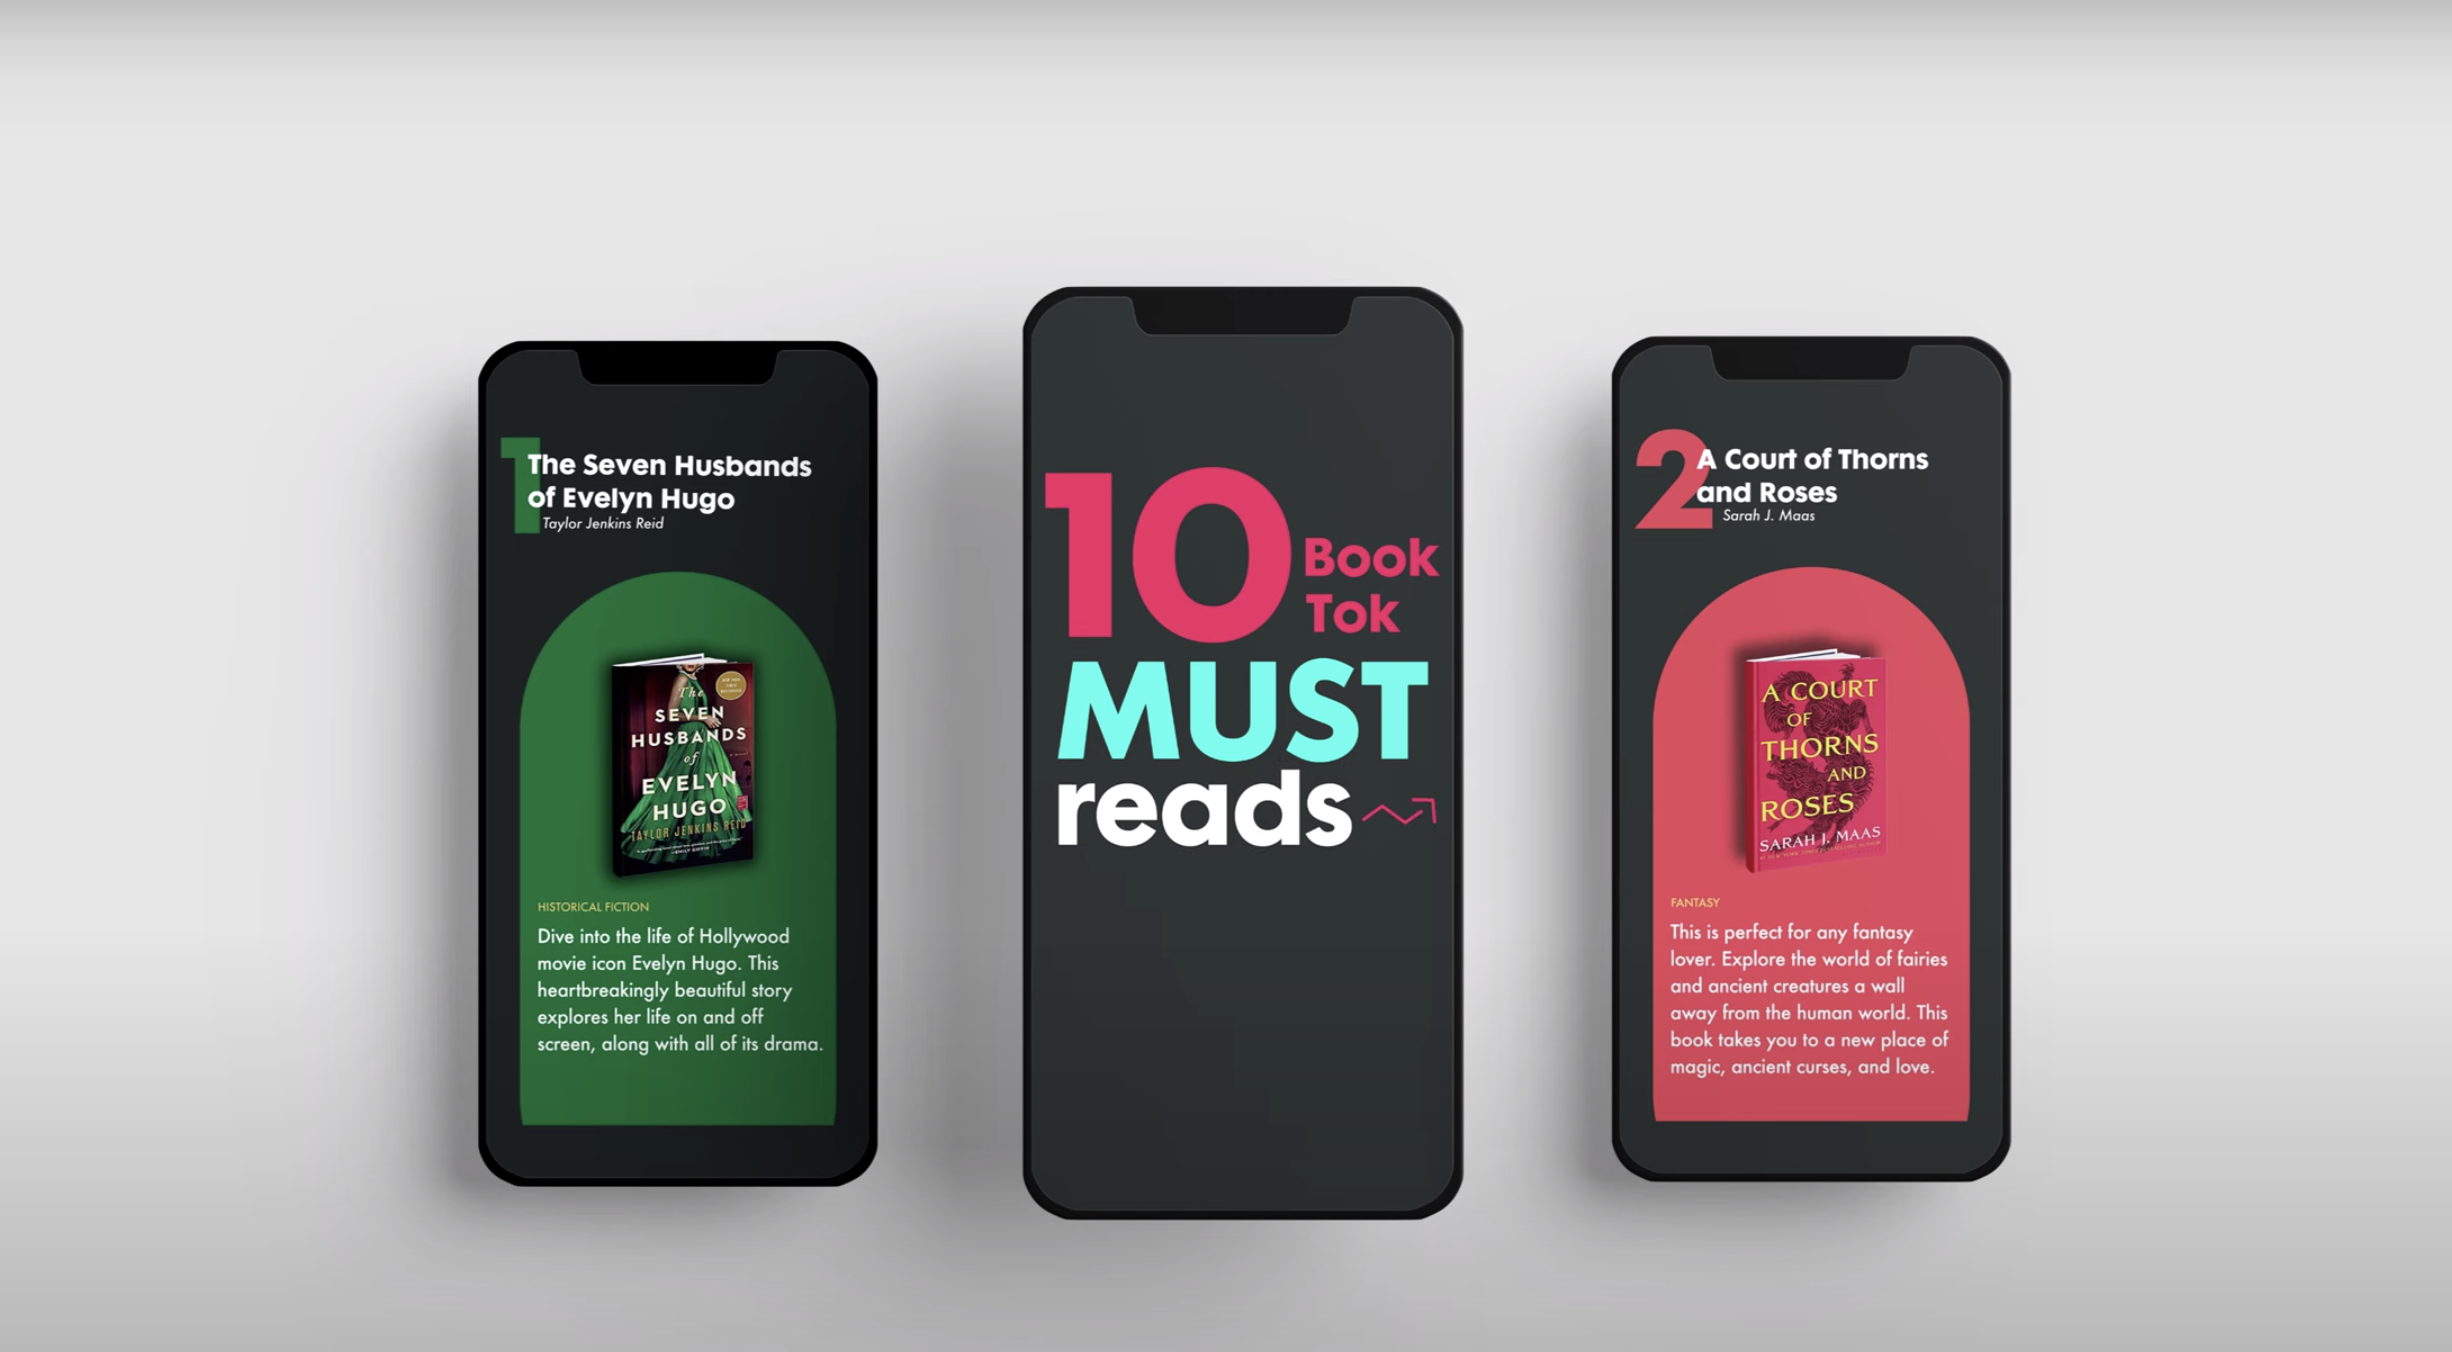 1
The Seven Husbands
of Evelyn Hugo
Taylor Jenkins Reid
The
SEVEN
HUSBANDS
of
EVELYN
HUGO
TAYLOR JENKINS REID
HISTORICAL FICTION
Dive into the life of Hollywood
movie icon Evelyn Hugo. This
heartbreakingly beautiful story
explores her life on and off
screen, along with all of its drama.
10 Book
Tok
MUST
reads
2
A Court of Thorns
and Roses
Sarah J. Maas
A COURT
OF
THORNS
AND
ROSES
SARAH J. MAAS
FANTASY
This is perfect for any fantasy
lover. Explore the world of fairies
and ancient creatures a wall
away from the human world. This
book takes you to a new place of
magic, ancient curses, and love.